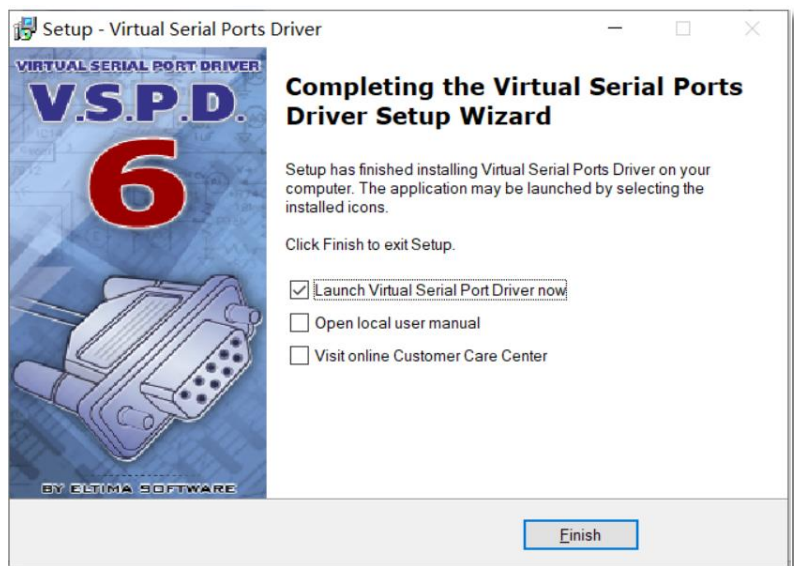 Setup - Virtual Serial Ports Driver
VIRTUAL SERIAL PORT DRIVER
V.S.P.D.
6
BY ELTIMA SOFTWARE
Completing the Virtual Serial Ports
Driver Setup Wizard
Setup has finished installing Virtual Serial Ports Driver on your
computer. The application may be launched by selecting the
installed icons.
Click Finish to exit Setup.
Launch Virtual Serial Port Driver now
Open local user manual
Visit online Customer Care Center
Finish